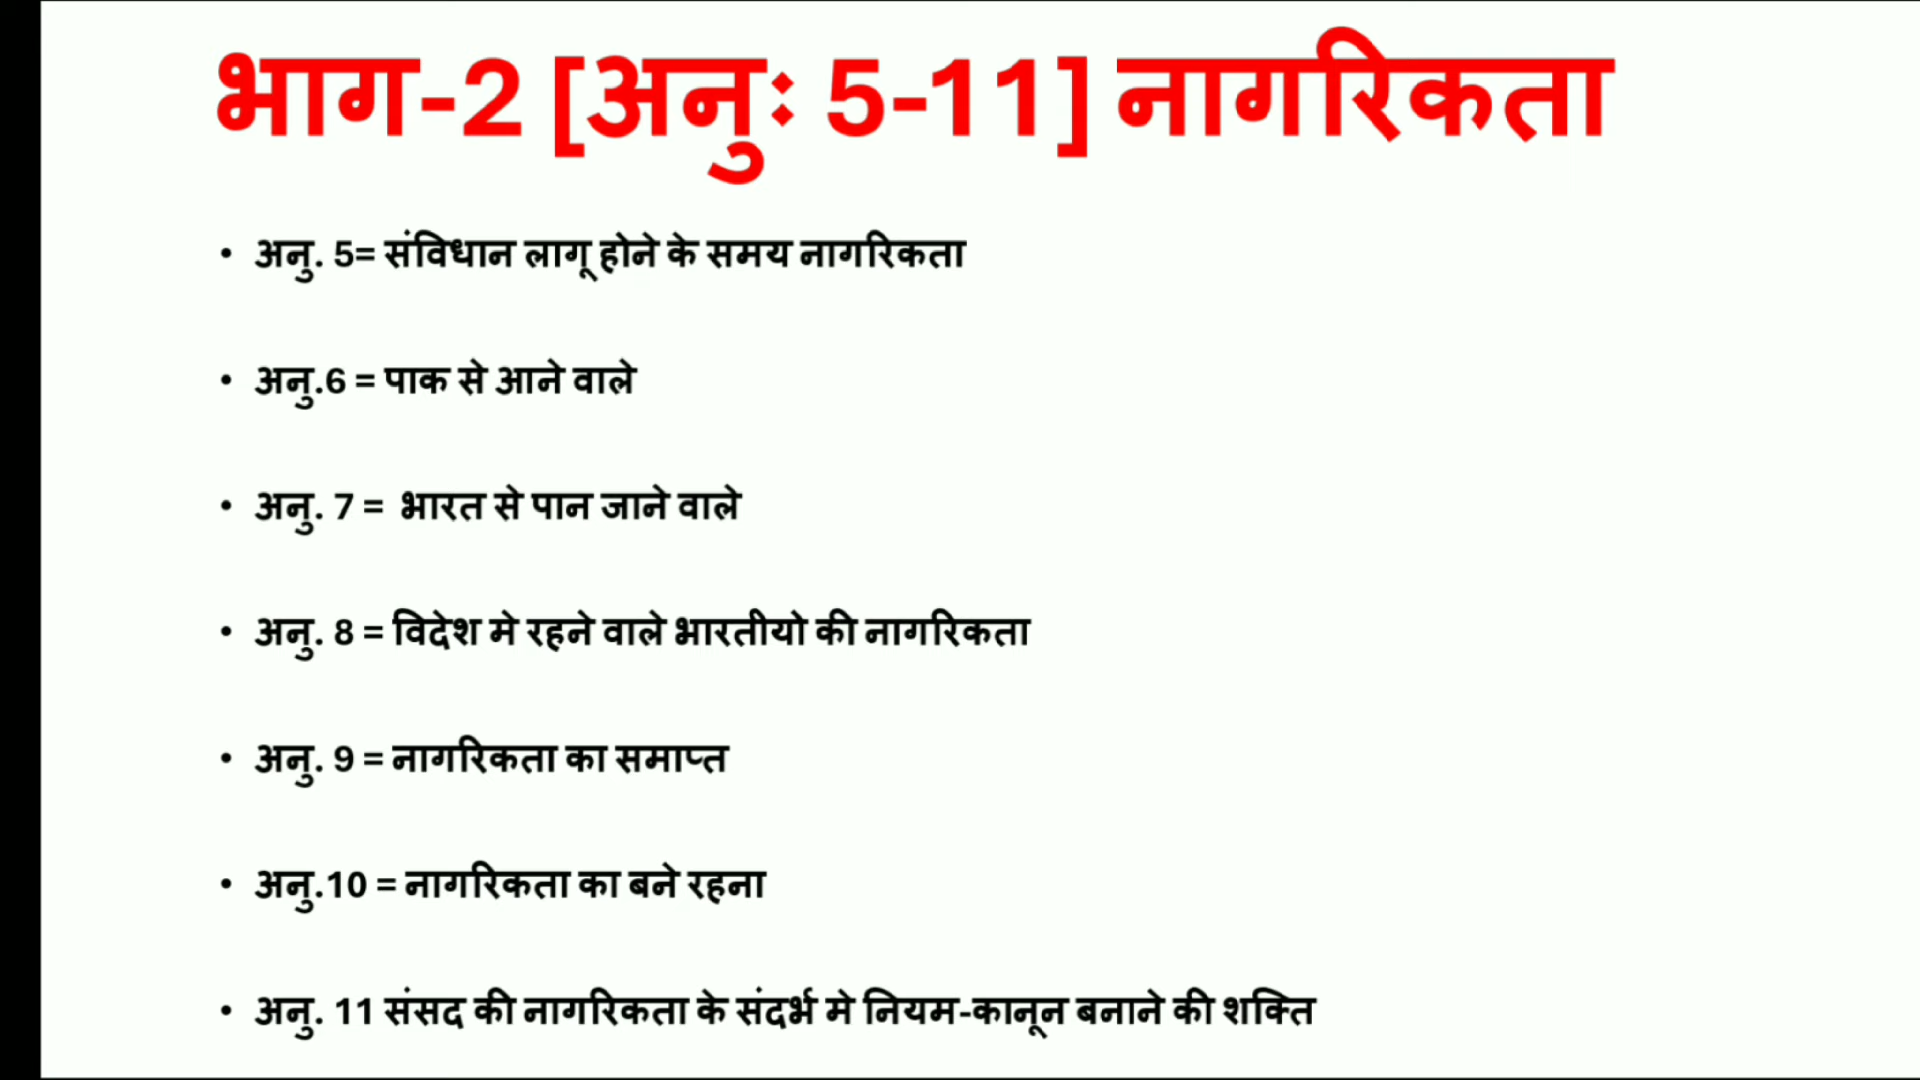 भाग-2 [अनुः 5-11] नागरिकता
• अनु. 5= संविधान लागू होने के समय नागरिकता
• अनु.6 = पाक से आने वाले
• अनु. 7 = भारत से पान जाने वाले
• अनु. 8 = विदेश मे रहने वाले भारतीयो की नागरिकता
• अनु. 9 = नागरिकता का समाप्त
• अनु.10 = नागरिकता का बने रहना
• अनु. 11 संसद की नागरिकता के संदर्भ मे नियम-कानून बनाने की शक्ति